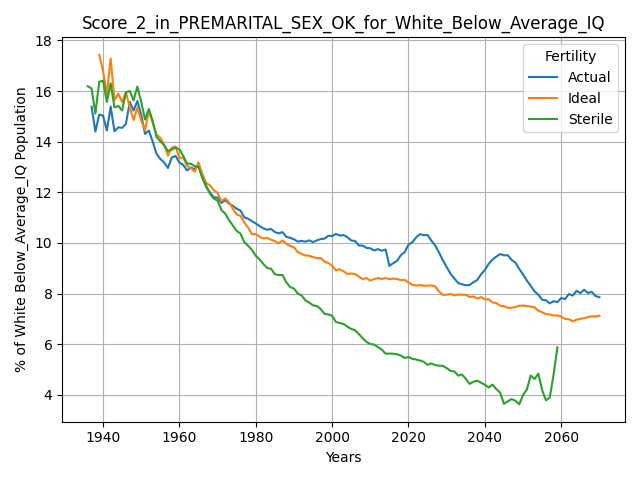 Score_2_in_PREMARITAL_SEX_OK_for_White_Below_Average_IQ
% of White Below_Average_IQ Population
18
16
14
12
10
8
6
4
Fertility
Actual
Ideal
Sterile
1940
1960
1980
2000
2020
2040
2060
Years